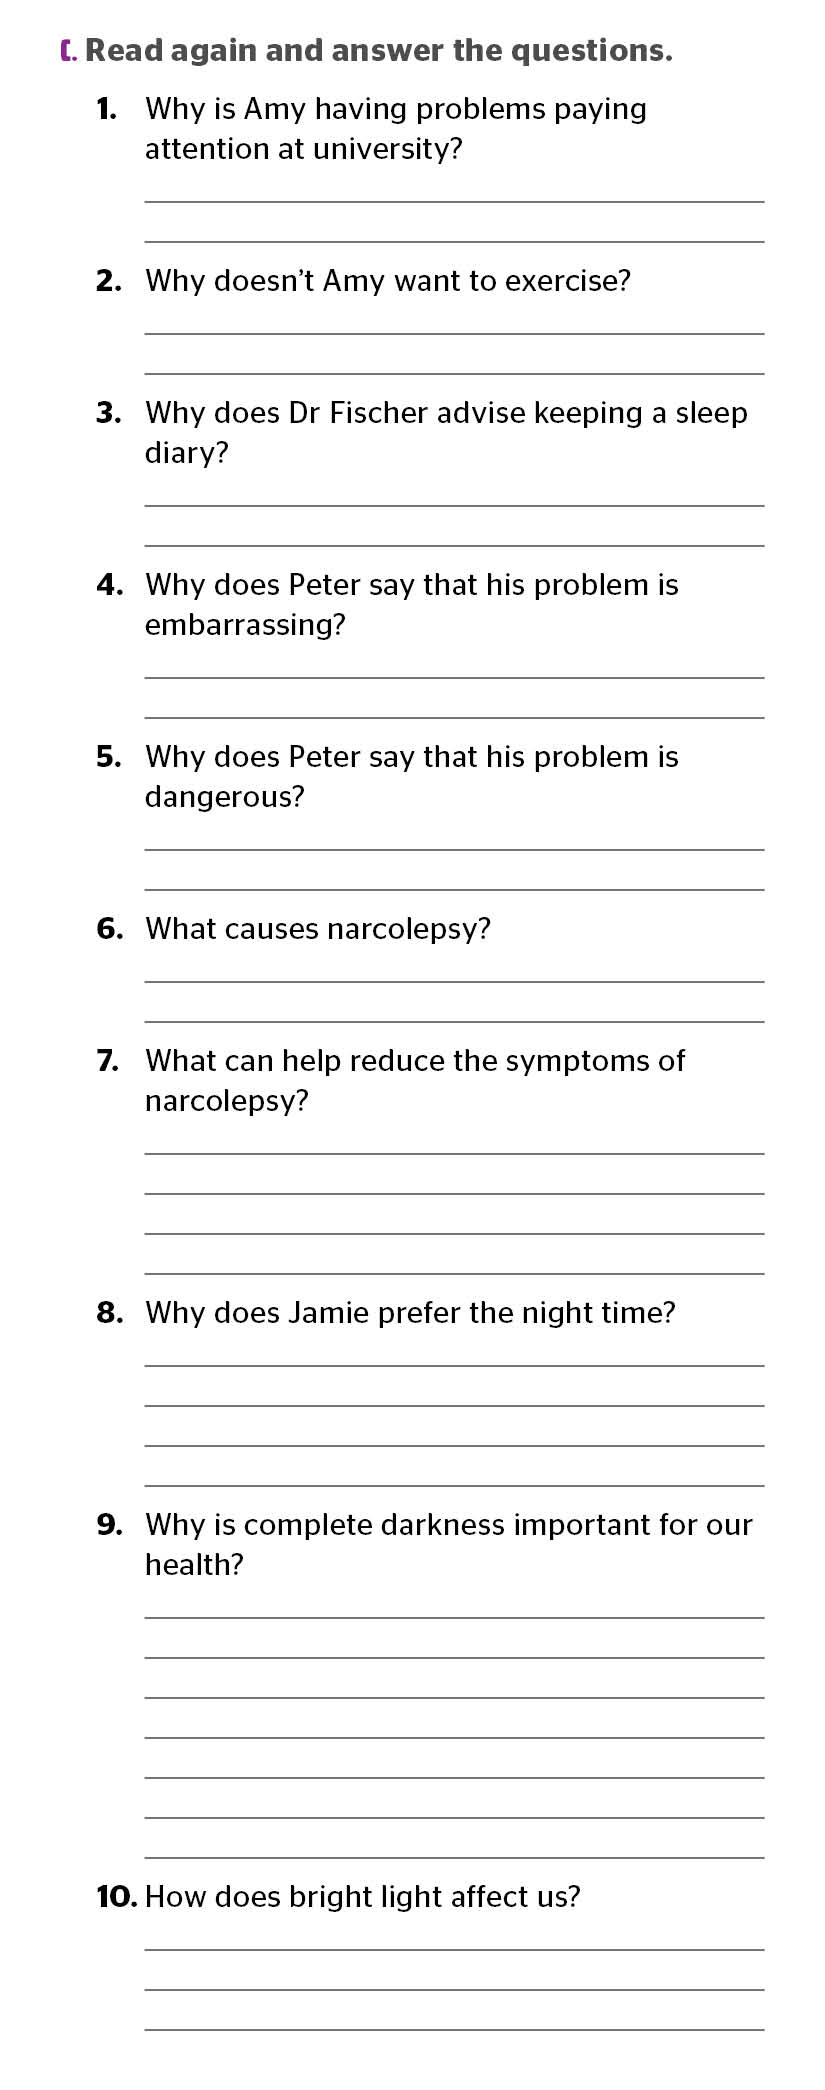 C. Read again and answer the questions.
1. Why is Amy having problems paying
attention at university?
2. Why doesn't Amy want to exercise?
3. Why does Dr Fischer advise keeping a sleep
diary?
4. Why does Peter say that his problem is
embarrassing?
5. Why does Peter say that his problem is
dangerous?
6. What causes narcolepsy?
7. What can help reduce the symptoms of
narcolepsy?
8. Why does Jamie prefer the night time?
9. Why is complete darkness important for our
health?
10. How does bright light affect us?